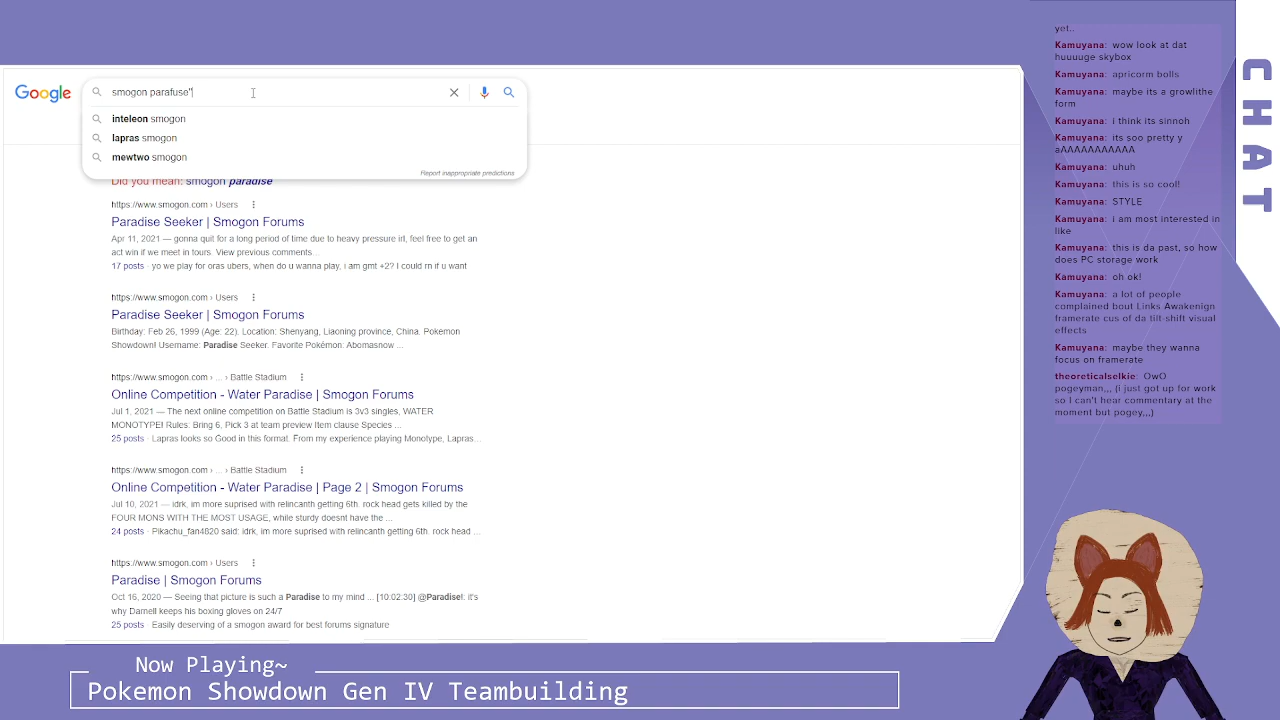 Google
smogon parafuse"
inteleon smogon
lapras smogon
mewtwo smogon
Report inappropriate predictions
Did you mean: smogon paradise
https://www.smogon.com › Users
Paradise Seeker | Smogon Forums
Apr 11, 2021 — gonna quit for a long period of time due to heavy pressure irl, feel free to get an
act win if we meet in tours. View previous comments...
17 posts · yo we play for oras ubers, when do u wanna play, i am gmt +2? I could rn if u want
https://www.smogon.com › Users
Paradise Seeker | Smogon Forums
Birthday: Feb 26, 1999 (Age: 22). Location: Shenyang, Liaoning province, China. Pokemon
Showdown! Username: Paradise Seeker. Favorite Pokémon: Abomasnow ...
https://www.smogon.com › ... › Battle Stadium
Online Competition - Water Paradise | Smogon Forums
Jul 1, 2021 — The next online competition on Battle Stadium is 3v3 singles, WATER
MONOTYPE! Rules: Bring 6, Pick 3 at team preview Item clause Species ...
25 posts · Lapras looks so Good in this format. From my experience playing Monotype, Lapras...
https://www.smogon.com › ... › Battle Stadium
Online Competition - Water Paradise | Page 2 | Smogon Forums
Jul 10, 2021 — idrk, im more suprised with relincanth getting 6th. rock head gets killed by the
FOUR MONS WITH THE MOST USAGE, while sturdy doesnt have the ...
24 posts · Pikachu_fan4820 said: idrk, im more suprised with relincanth getting 6th. rock head ...
https://www.smogon.com › Users
Paradise | Smogon Forums
Oct 16, 2020 — Seeing that picture is such a Paradise to my mind ... [10:02:30] @Paradise!: it's
why Darnell keeps his boxing gloves on 24/7
25 posts · Easily deserving of a smogon award for best forums signature
yet..
Kamuyana: wow look at dat
huuuuge skybox
Kamuyana: apricorm bolls
Kamuyana: maybe its a growlithe
form
Kamuyana: i think its sinnoh
Kamuyana: its soo pretty y
aAAAAAAAAAAA
Kamuyana: uhuh
Kamuyana: this is so cool!
Kamuyana: STYLE
Kamuyana: i am most interested in
like
Kamuyana: this is da past, so how
does PC storage work
Kamuyana: oh ok!
Kamuyana: a lot of people
complained bout Links Awakenign
framerate cus of da tilt-shift visual
effects
Kamuyana: maybe they wanna
focus on framerate
theoreticalselkie: OwO
pogeyman,,, (i just got up for work
so I can't hear commentary at the
moment but pogey,,,)
CHAT
Now Playing~
Pokemon Showdown Gen IV Teambuilding